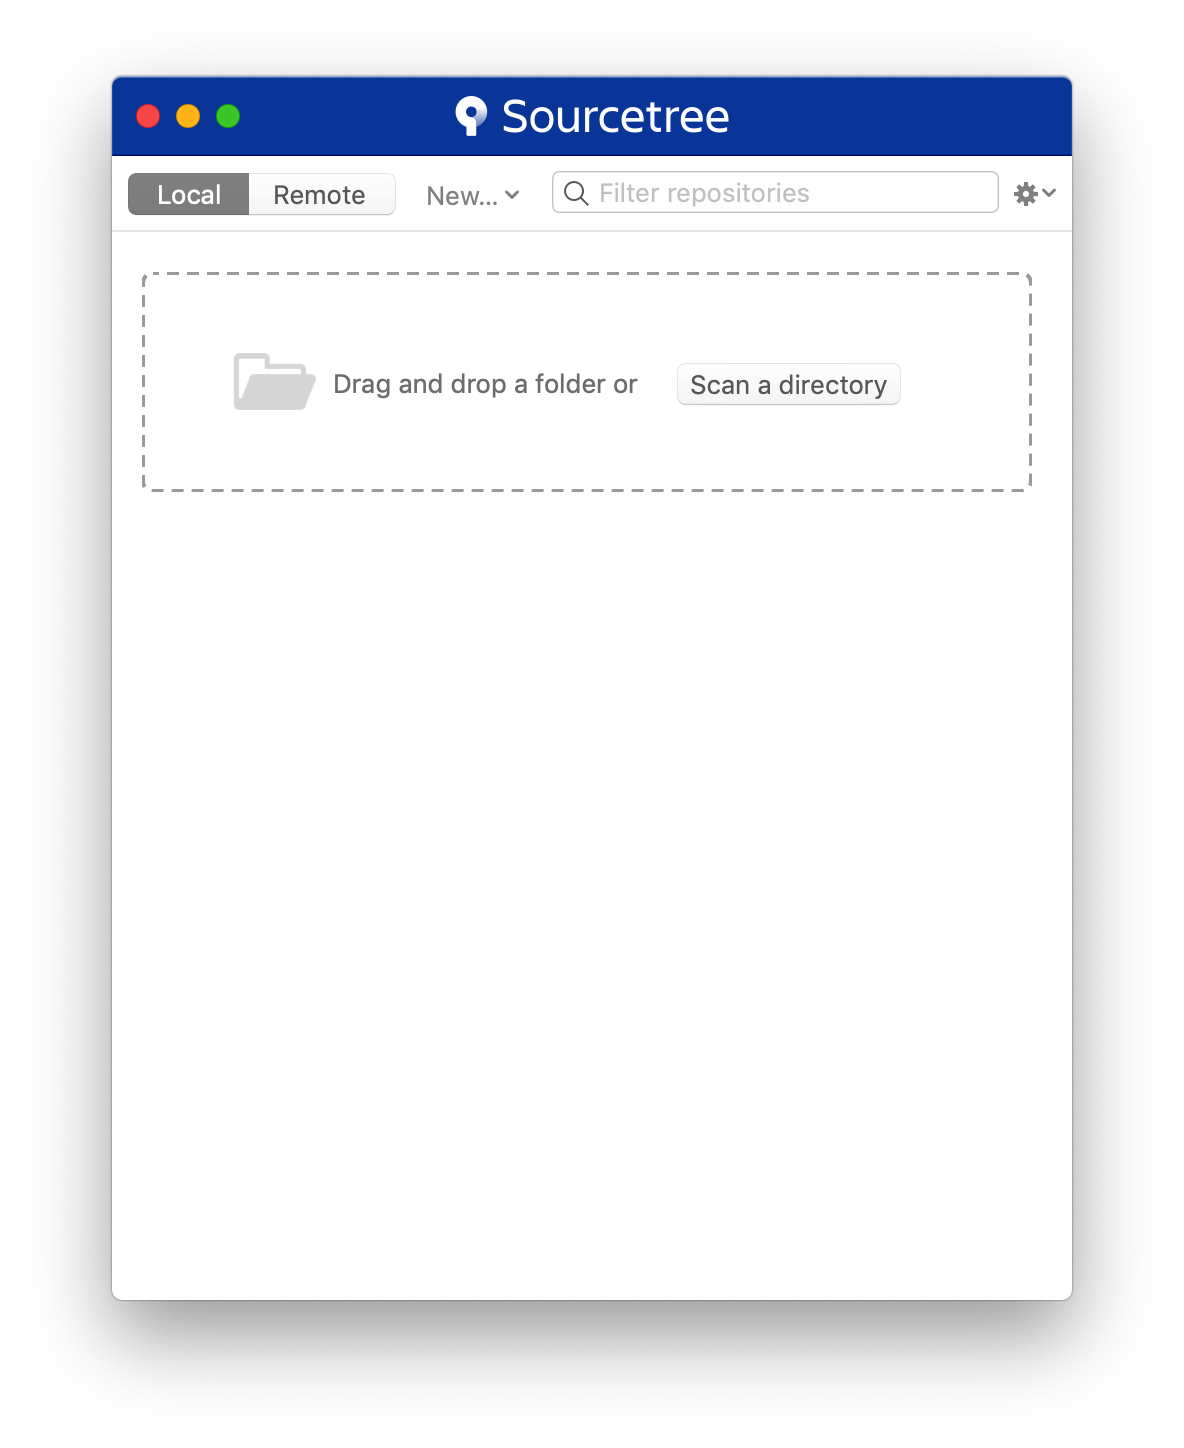 Sourcetree
Local Remote New... Filter repositories
Drag and drop a folder or Scan a directory